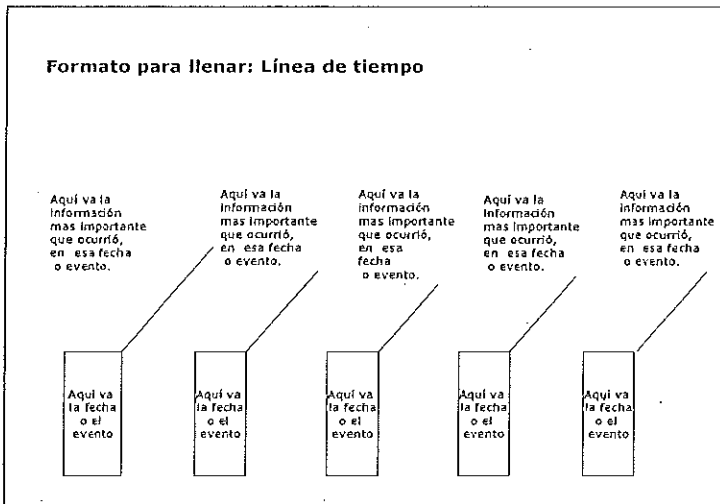 Formato para llenar: Línea de tiempo
Aquí va la
información
mas importante
que ocurrió,
en esa fecha
o evento.
Aquí va la
información
mas importante
que ocurrió,
en esa fecha
o evento.
Aquí va la
información
mas importante
que ocurrió,
en esa
fecha
o evento.
Aquí va la
información
mas importante
que ocurrió,
en esa fecha
o evento.
Aquí va la
información
mas importante
que ocurrió,
en esa fecha
o evento.
Aquí va
la fecha
o el
evento
Aquí va
la fecha
o el
evento
Aquí va
la fecha
o el
evento
Aquí va
la fecha
o el
evento
Aquí va
la fecha
o el
evento